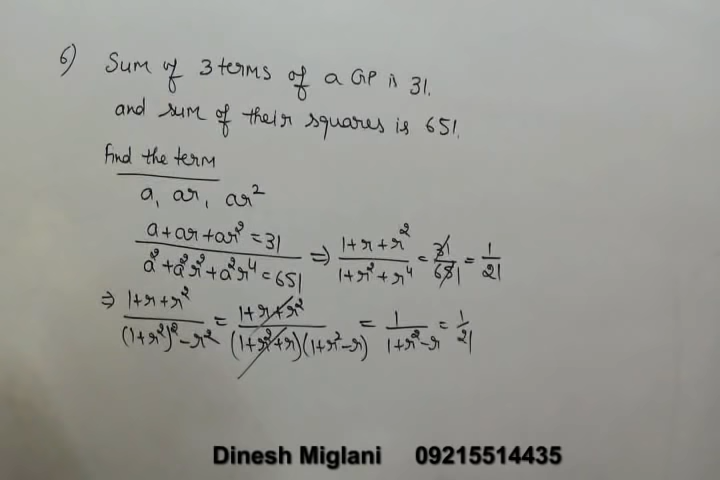 6) Sum of 3 terms of a GP is 31.
and sum of their squares is 651.
find the term
a, ar, ar²
a+ar+ar²=31 / a²+a²r²+a²r⁴=651 ⇒ 1+r+r² / 1+r²+r⁴ = 31/651 = 1/21
⇒ 1+r+r² / (1+r²)²-r² = 1+r+r² / (1+r²+r)(1+r²-r) = 1 / 1+r²-r = 1/21
Dinesh Miglani 09215514435